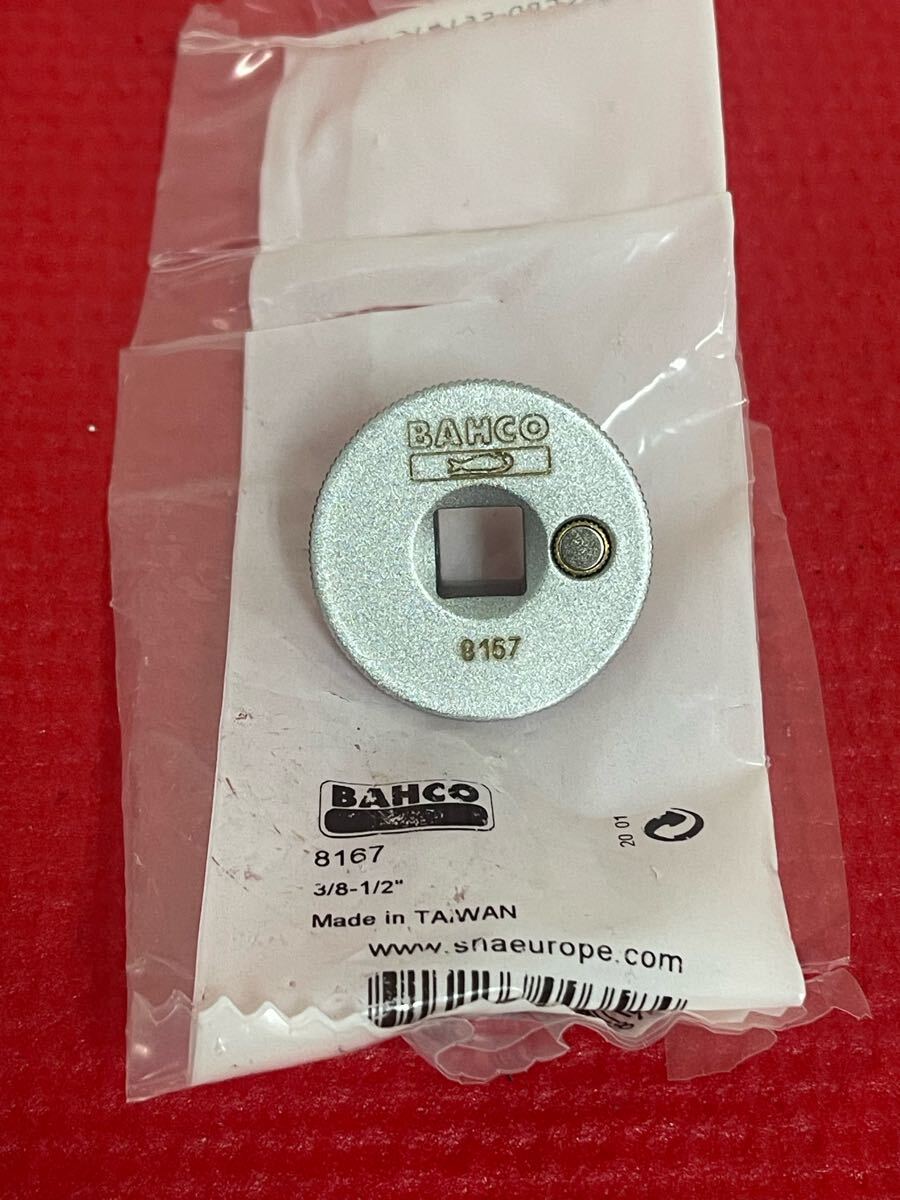 BAHCO
8167
BAHCO
8167
3/8-1/2"
Made in TAIWAN
www.snaeurope.com
20 01